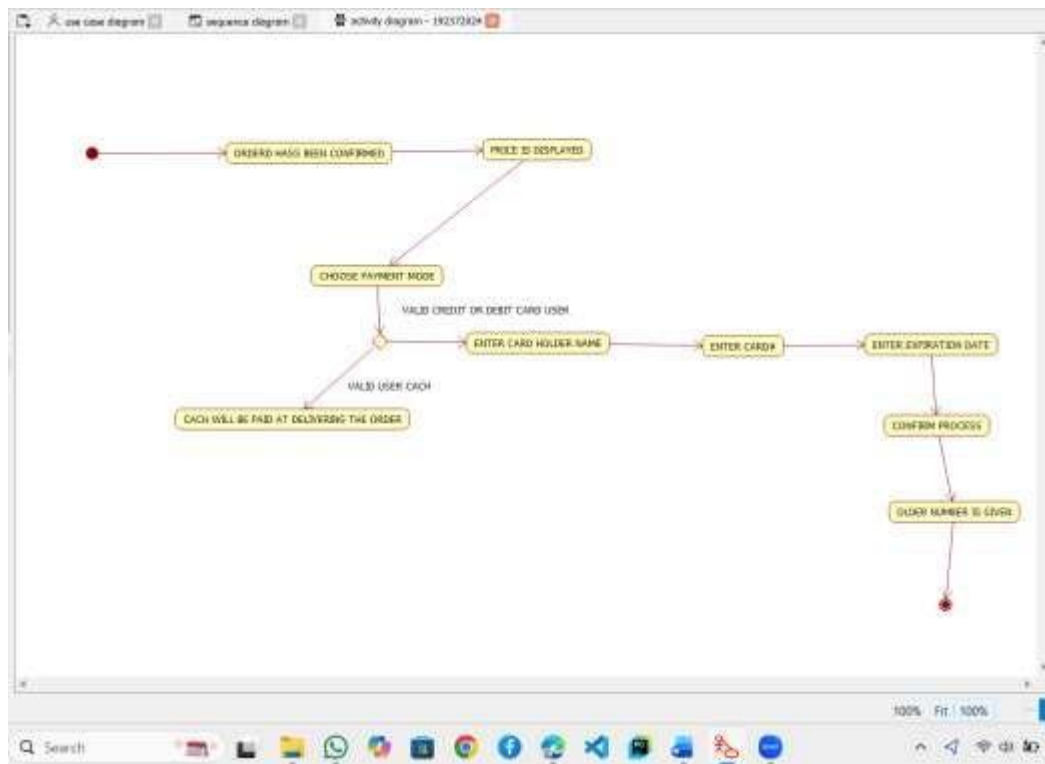 use case diagram
sequence diagram
activity diagram - 192372024
ORDERD HASS BEEN CONFIRMED
PRICE IS DISPLAYED
CHOOSE PAYMENT MODE
VALID CREDIT OR DEBIT CARD USER
ENTER CARD HOLDER NAME
ENTER CARD#
ENTER EXPIRATION DATE
VALID USER CACH
CACH WILL BE PAID AT DELIVERING THE ORDER
CONFIRM PROCESS
NUMBER IS GIVEN
100% Fit 100%
Search